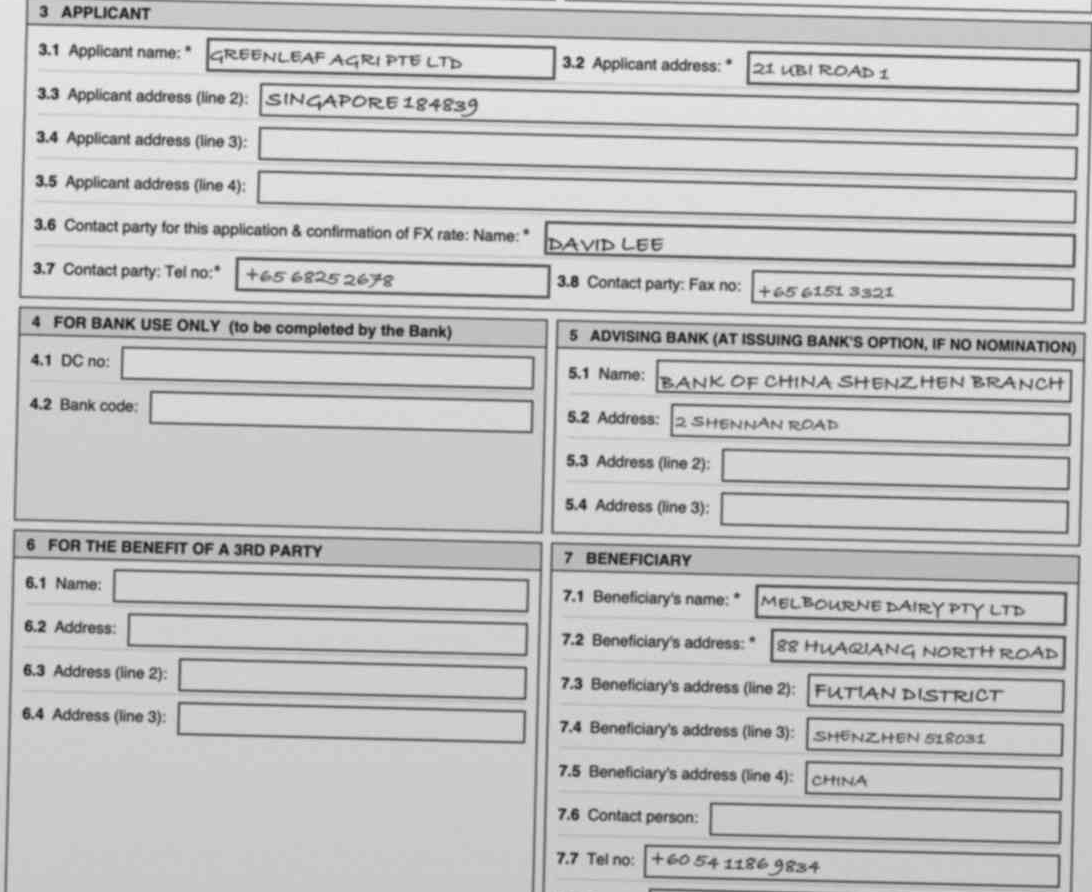 3 APPLICANT
3.1 Applicant name: * GREENLEAF AGRI PTE LTD
3.2 Applicant address: * 21 UBI ROAD 1
3.3 Applicant address (line 2): SINGAPORE 184839
3.4 Applicant address (line 3):
3.5 Applicant address (line 4):
3.6 Contact party for this application & confirmation of FX rate: Name: * DAVID LEE
3.7 Contact party: Tel no:* +65 6825 2678
3.8 Contact party: Fax no: +65 6151 3321
4 FOR BANK USE ONLY (to be completed by the Bank)
4.1 DC no:
4.2 Bank code:
5 ADVISING BANK (AT ISSUING BANK'S OPTION, IF NO NOMINATION)
5.1 Name: BANK OF CHINA SHENZHEN BRANCH
5.2 Address: 2 SHENNAN ROAD
5.3 Address (line 2):
5.4 Address (line 3):
6 FOR THE BENEFIT OF A 3RD PARTY
6.1 Name:
6.2 Address:
6.3 Address (line 2):
6.4 Address (line 3):
7 BENEFICIARY
7.1 Beneficiary's name: * MELBOURNE DAIRY PTY LTD
7.2 Beneficiary's address: * 88 HUAQIANG NORTH ROAD
7.3 Beneficiary's address (line 2): FUTIAN DISTRICT
7.4 Beneficiary's address (line 3): SHENZHEN 518031
7.5 Beneficiary's address (line 4): CHINA
7.6 Contact person:
7.7 Tel no: +60 54 1186 9834